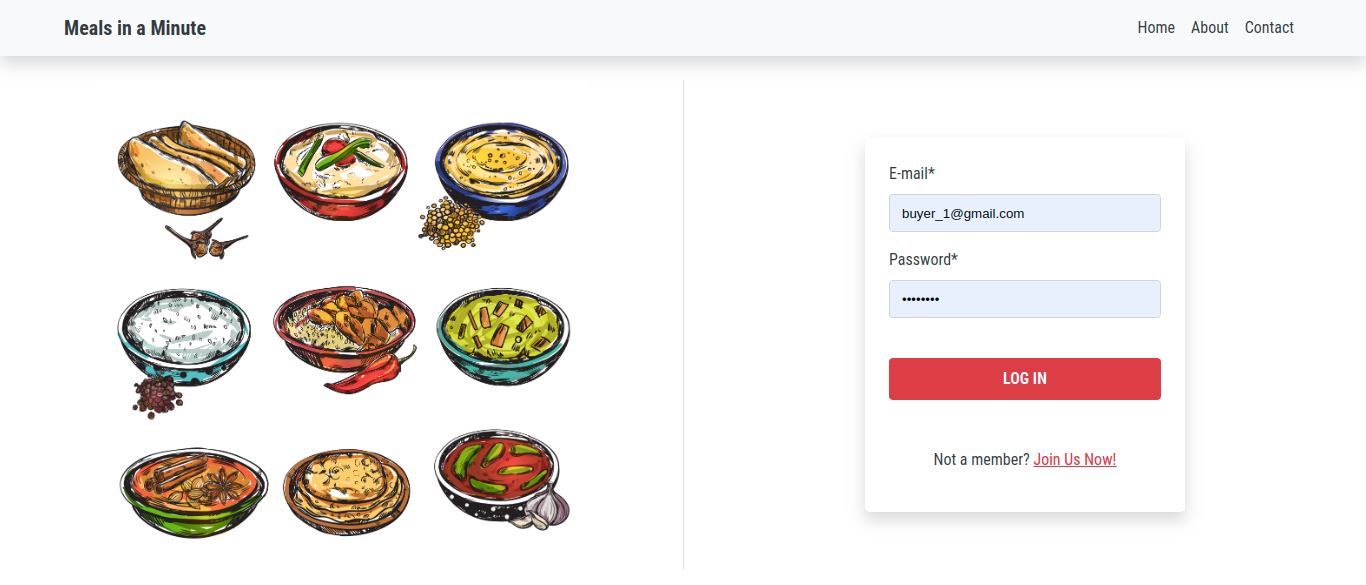 Meals in a Minute
Home About Contact
E-mail*
buyer_1@gmail.com
Password*
••••••••
LOG IN
Not a member? Join Us Now!